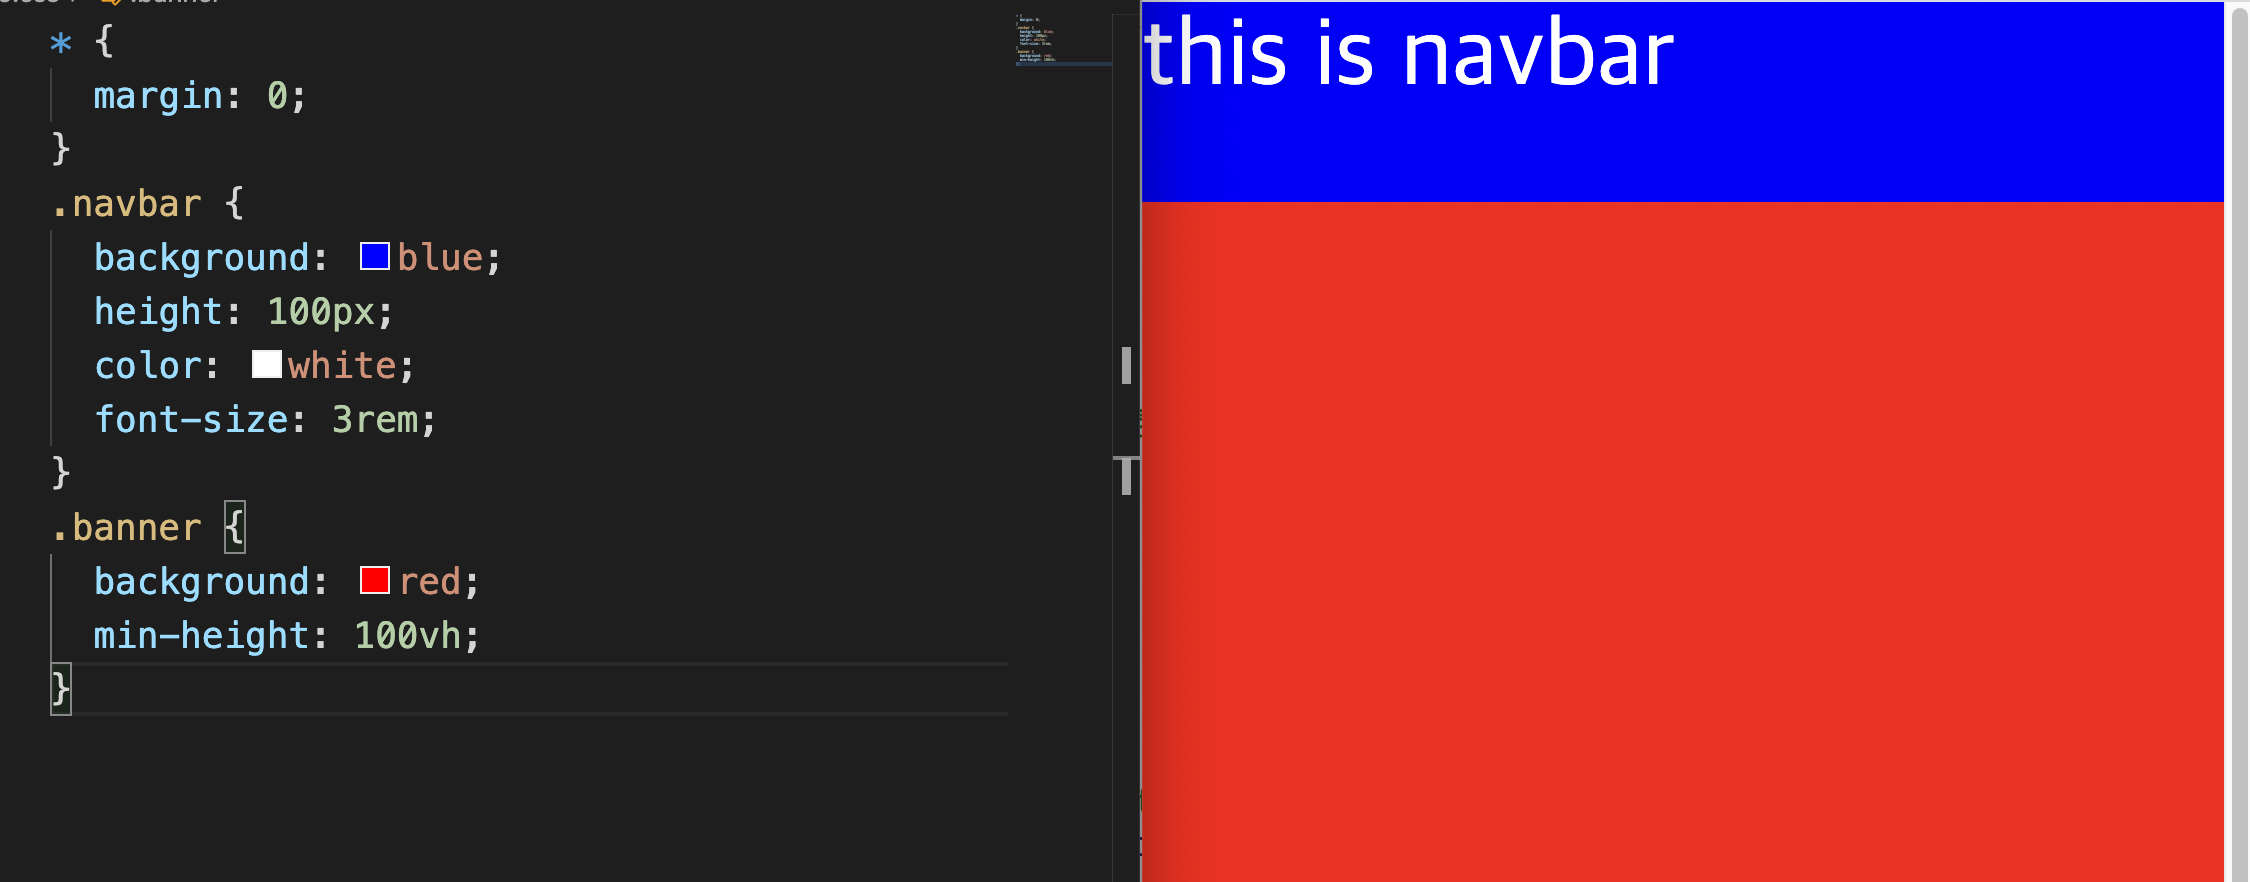 * {
margin: 0;
}
.navbar {
background: blue;
height: 100px;
color: white;
font-size: 3rem;
}
.banner {
background: red;
min-height: 100vh;
}
this is navbar